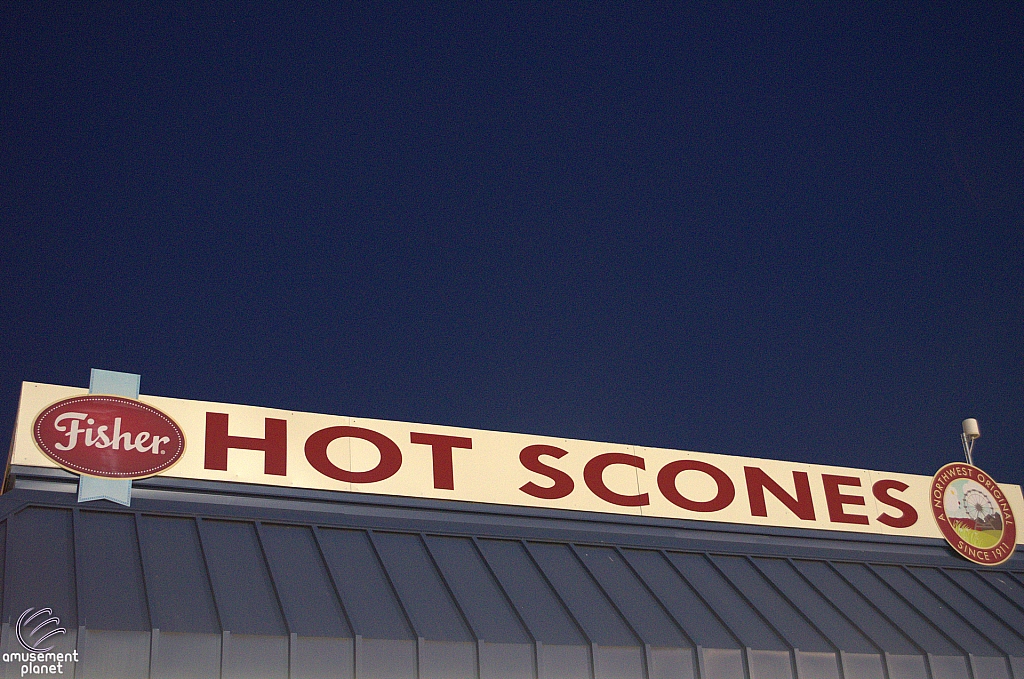 Fisher
HOT SCONES
A NORTHWEST ORIGINAL
SINCE 1911
amusement
planet